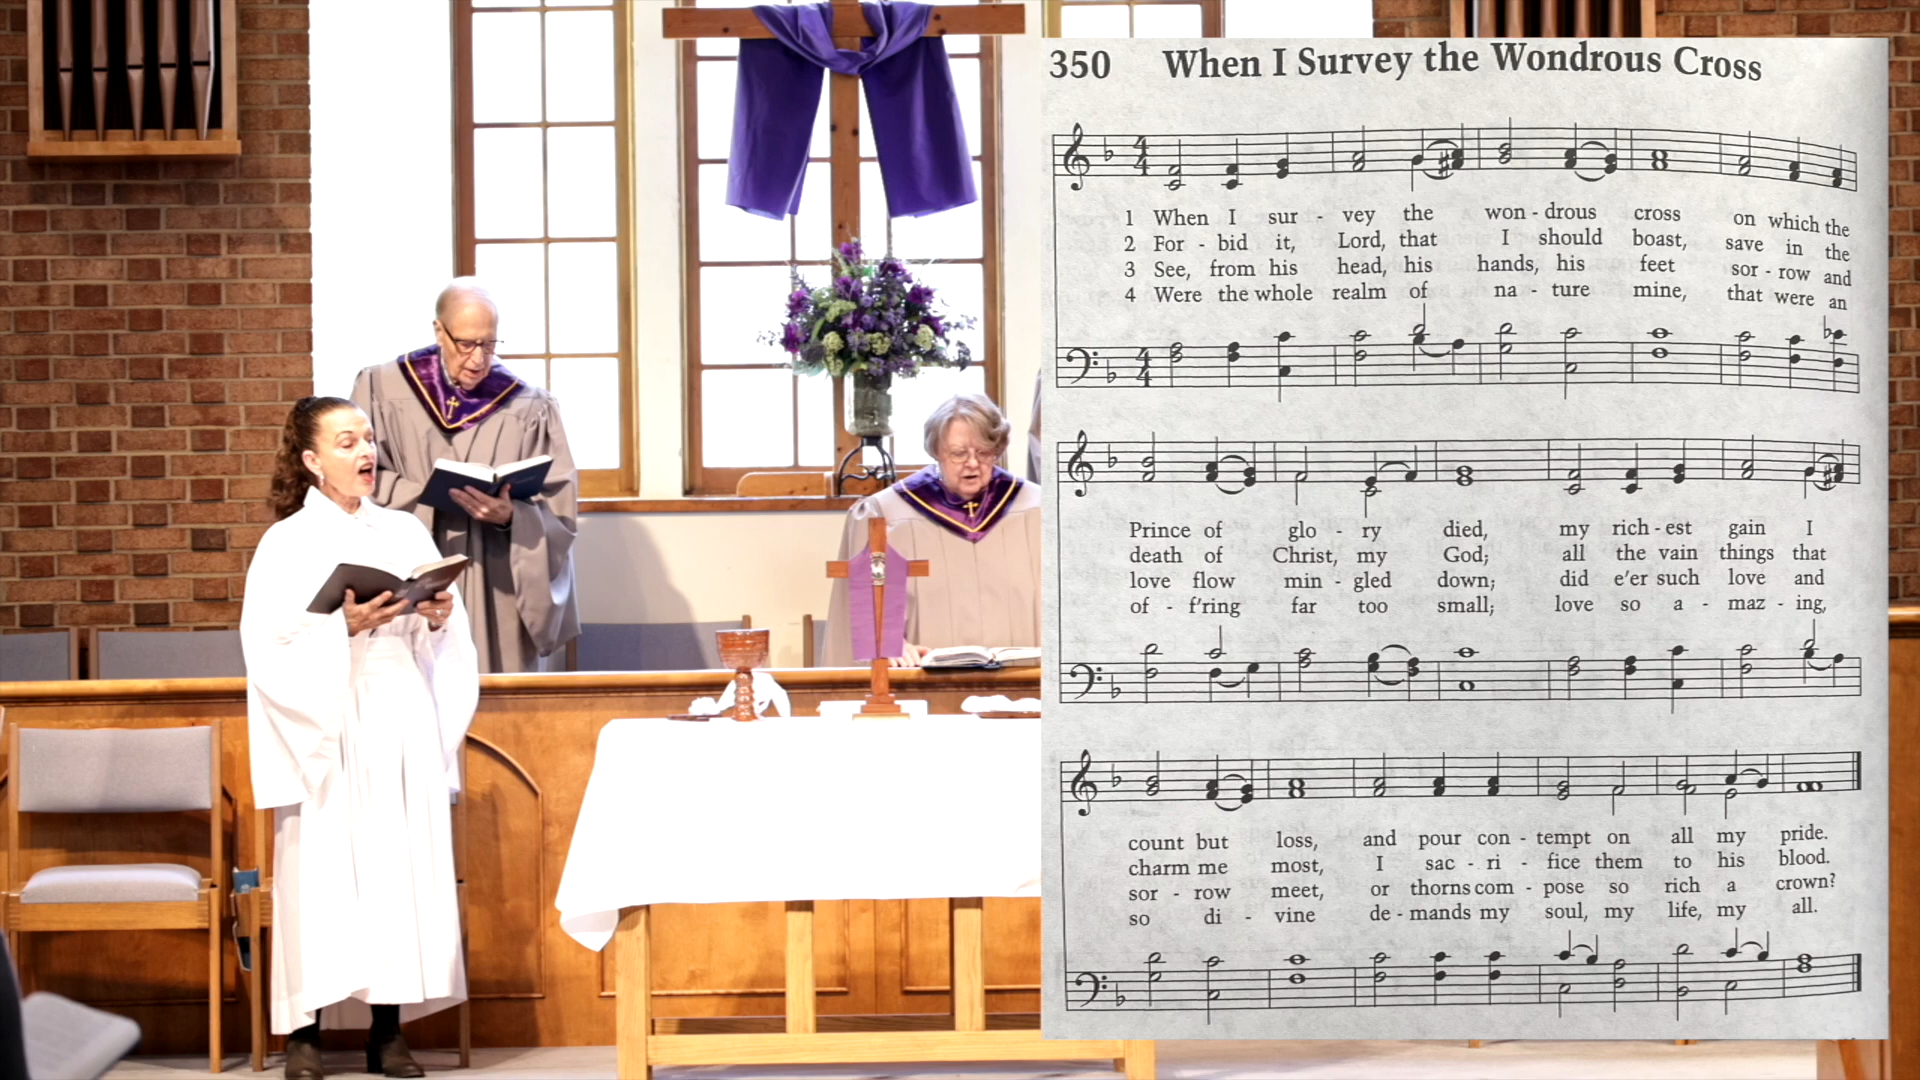 350 When I Survey the Wondrous Cross
1 When I sur - vey the won - drous cross on which the
2 For - bid it, Lord, that I should boast, save in the
3 See, from his head, his hands, his feet sor - row and
4 Were the whole realm of na - ture mine, that were an
Prince of glo - ry died, my rich - est gain I
death of Christ, my God; all the vain things that
love flow min - gled down; did e'er such love and
of - f'ring far too small; love so a - maz - ing,
count but loss, and pour con - tempt on all my pride.
charm me most, I sac - ri - fice them to his blood.
sor - row meet, or thorns com - pose so rich a crown?
so di - vine de - mands my soul, my life, my all.